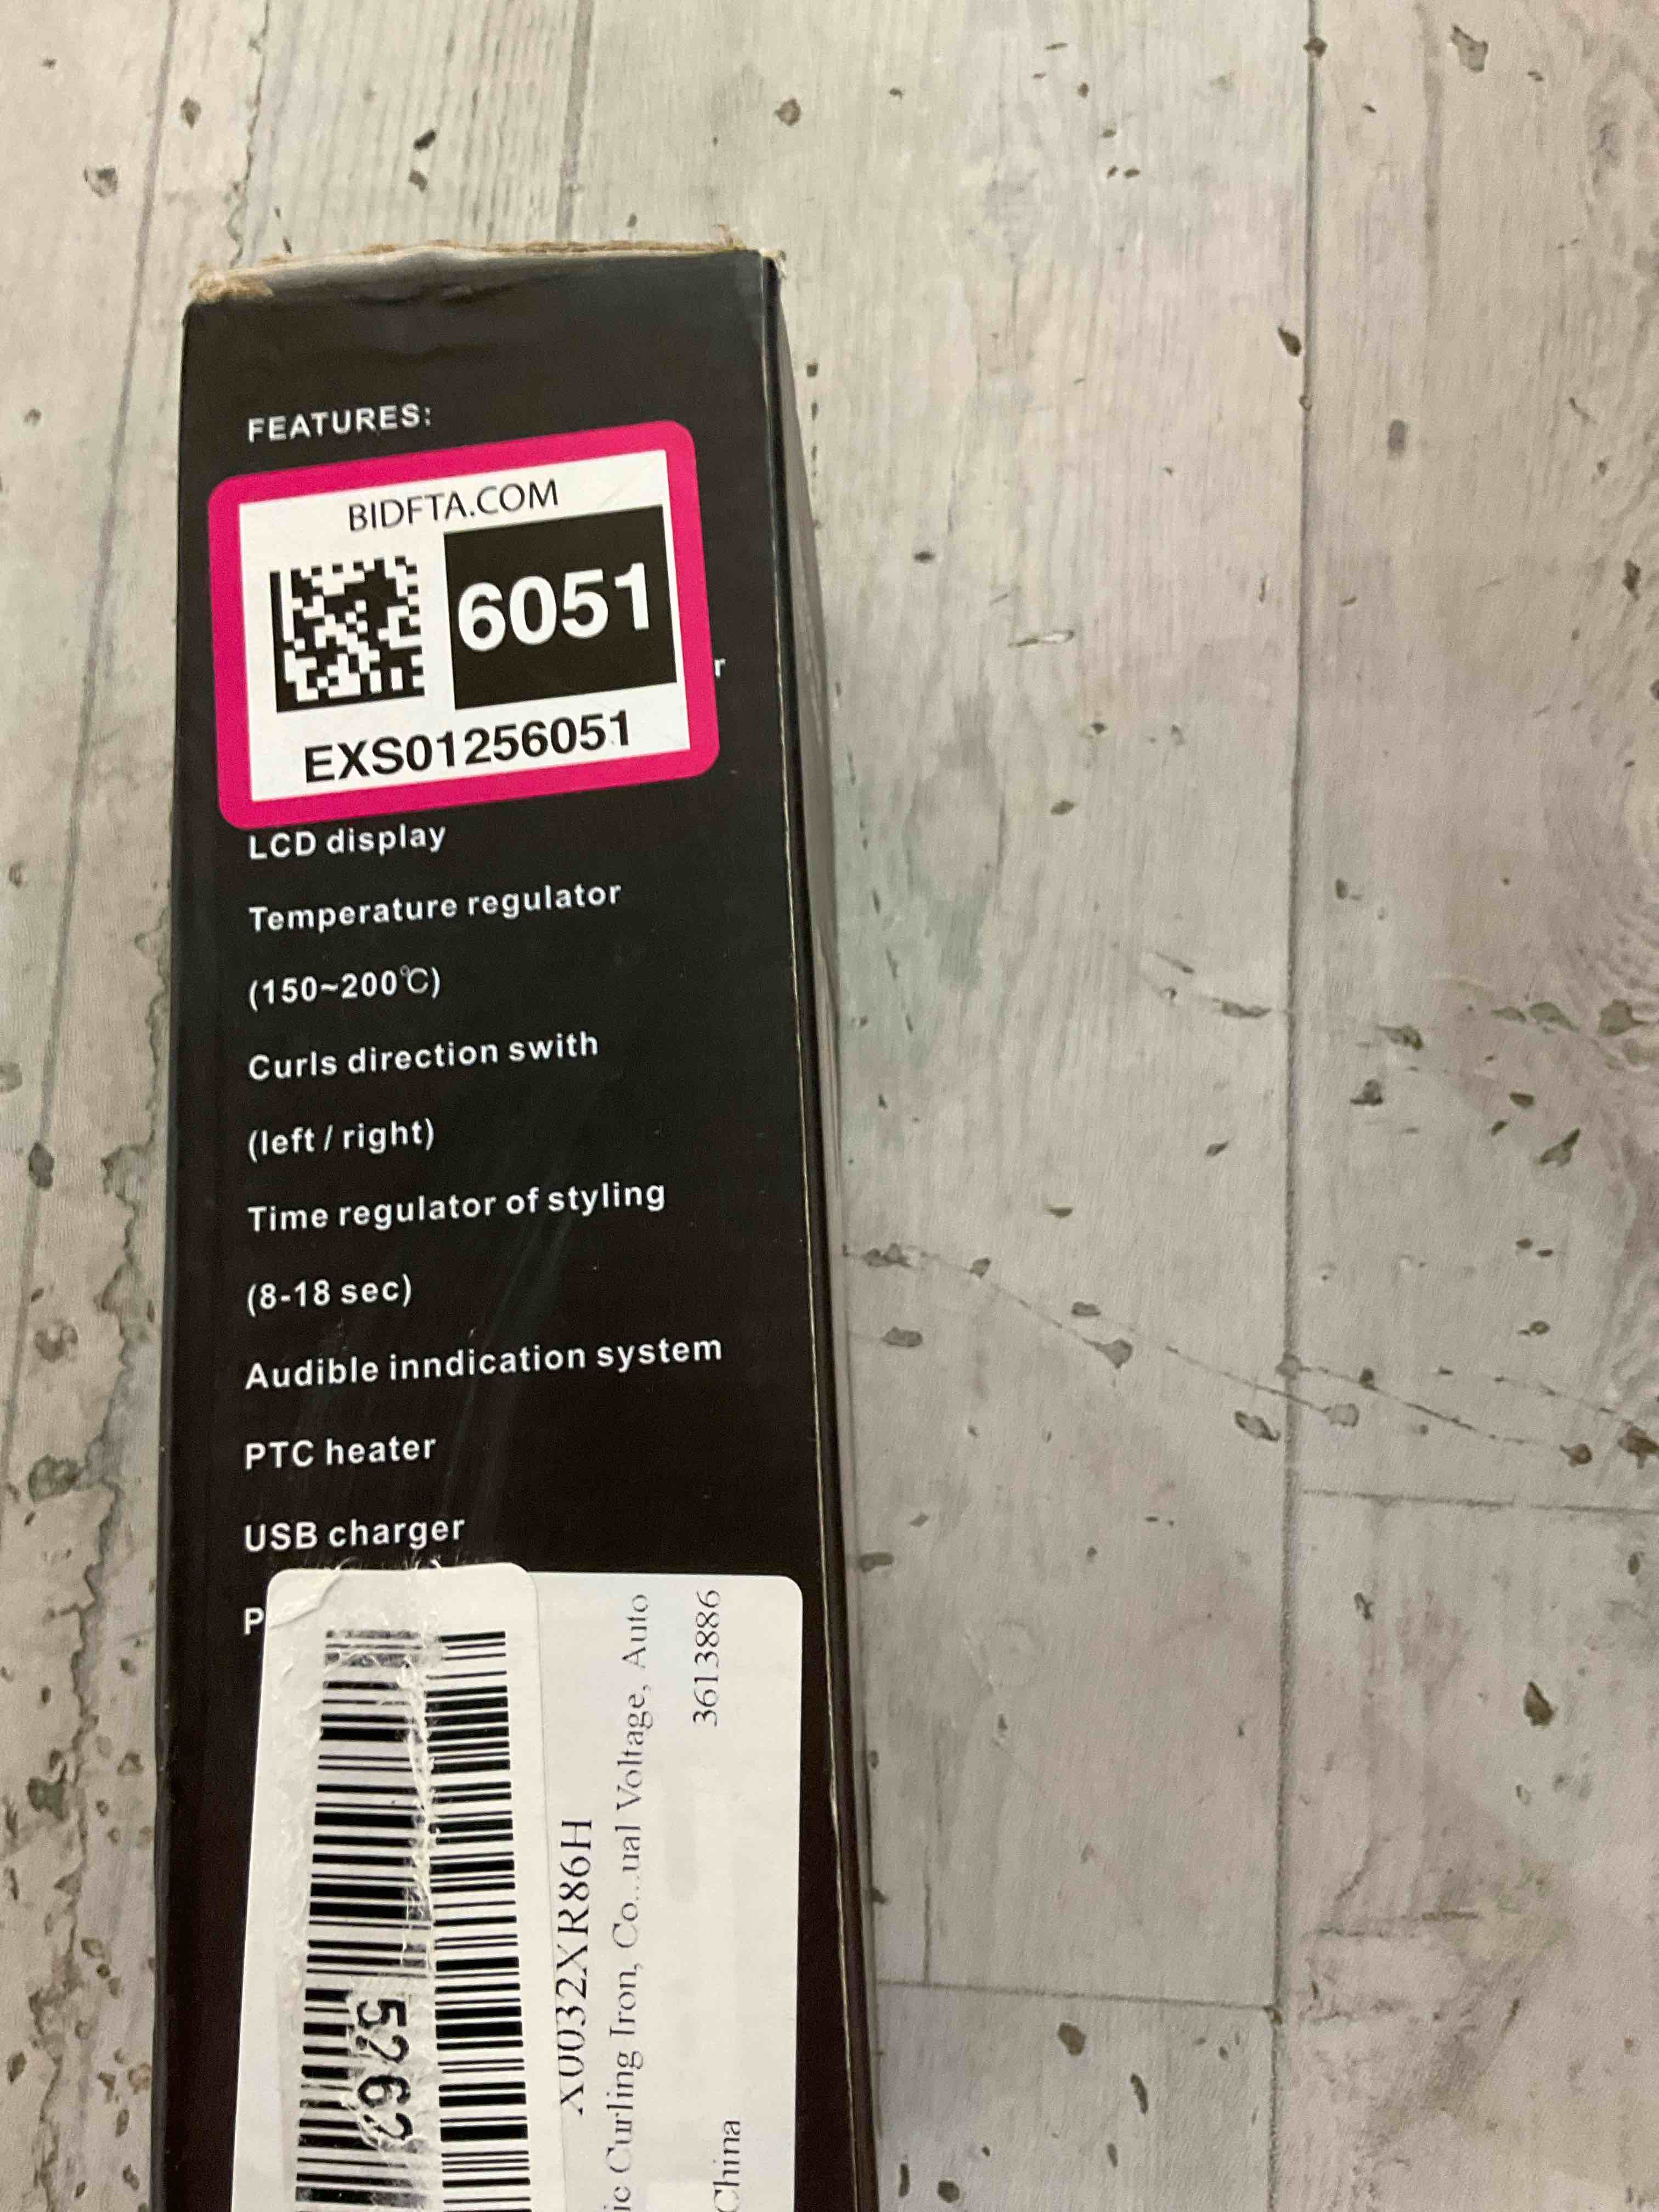 FEATURES:
BIDFTA.COM
6051
EXS01256051
r
LCD display
Temperature regulator
(150~200℃)
Curls direction swith
(left / right)
Time regulator of styling
(8-18 sec)
Audible inndication system
PTC heater
USB charger
P
5262
X0032XR86H
ic Curling Iron, Co...ual Voltage, Auto
3613886
China